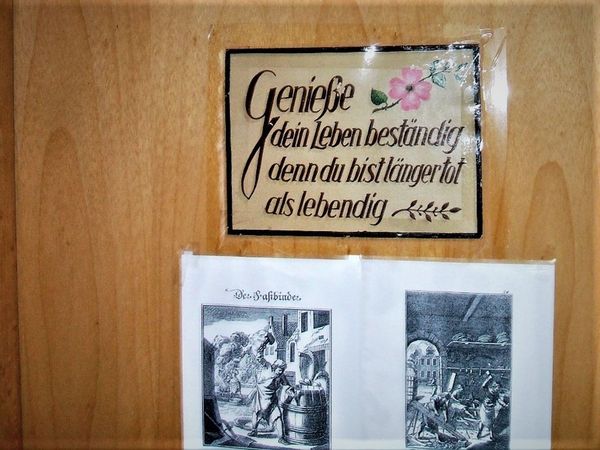 Genieße
dein Leben beständig
denn du bist länger tot
als lebendig
Der Faßbinder